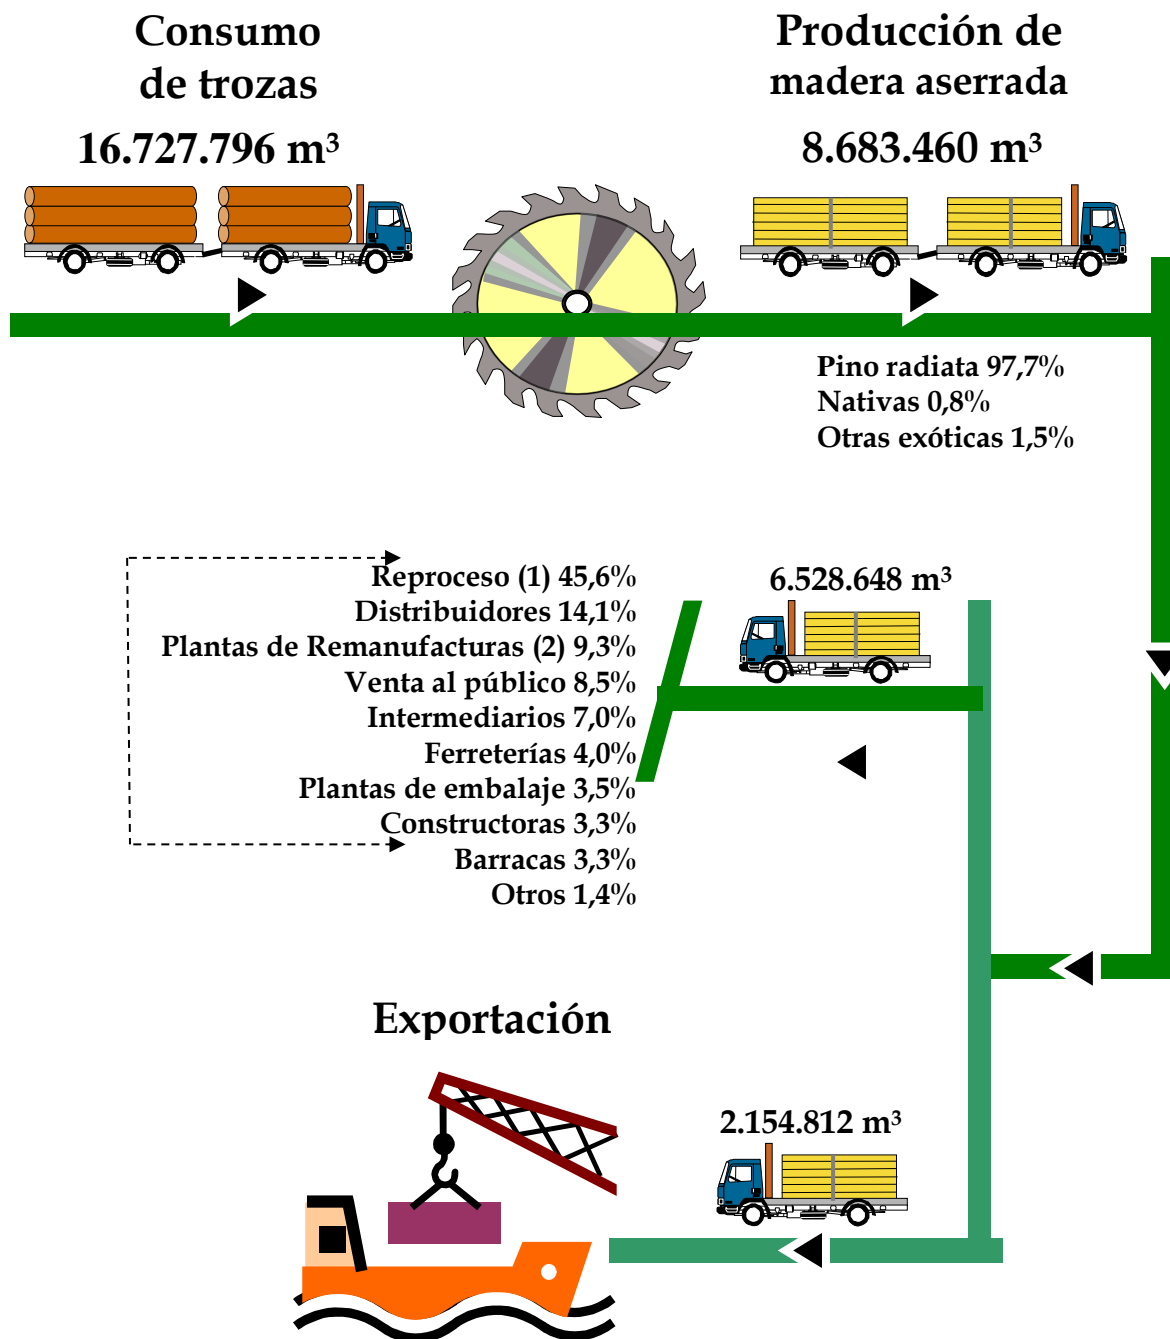 Consumo
de trozas
16.727.796 m³
Producción de
madera aserrada
8.683.460 m³
Pino radiata 97,7%
Nativas 0,8%
Otras exóticas 1,5%
Reproceso (1) 45,6%
Distribuidores 14,1%
Plantas de Remanufacturas (2) 9,3%
Venta al público 8,5%
Intermediarios 7,0%
Ferreterías 4,0%
Plantas de embalaje 3,5%
Constructoras 3,3%
Barracas 3,3%
Otros 1,4%
6.528.648 m³
Exportación
2.154.812 m³